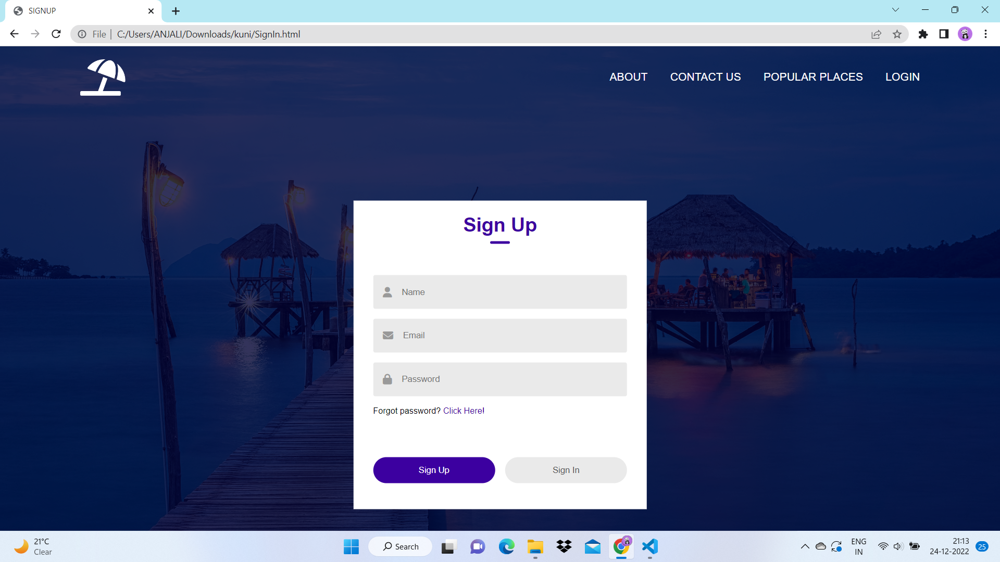 SIGNUP
File
C:/Users/ANJALI/Downloads/kuni/SignIn.html
ABOUT CONTACT US POPULAR PLACES LOGIN
Sign Up
Name
Email
Password
Forgot password? Click Here!
Sign Up Sign In
21°C
Clear
Search
ENG
IN
21:13
24-12-2022
25